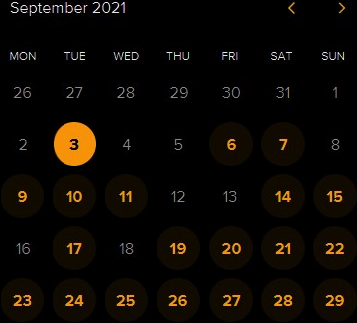 September 2021
MON TUE WED THU FRI SAT SUN
26 27 28 29 30 31 1
2 3 4 5 6 7 8
9 10 11 12 13 14 15
16 17 18 19 20 21 22
23 24 25 26 27 28 29